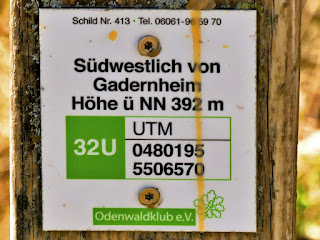 Schild Nr. 413 · Tel. 06061-96 59 70
Südwestlich von
Gadernheim
Höhe ü NN 392 m
32U
UTM
0480195
5506570
Odenwaldklub e.V.